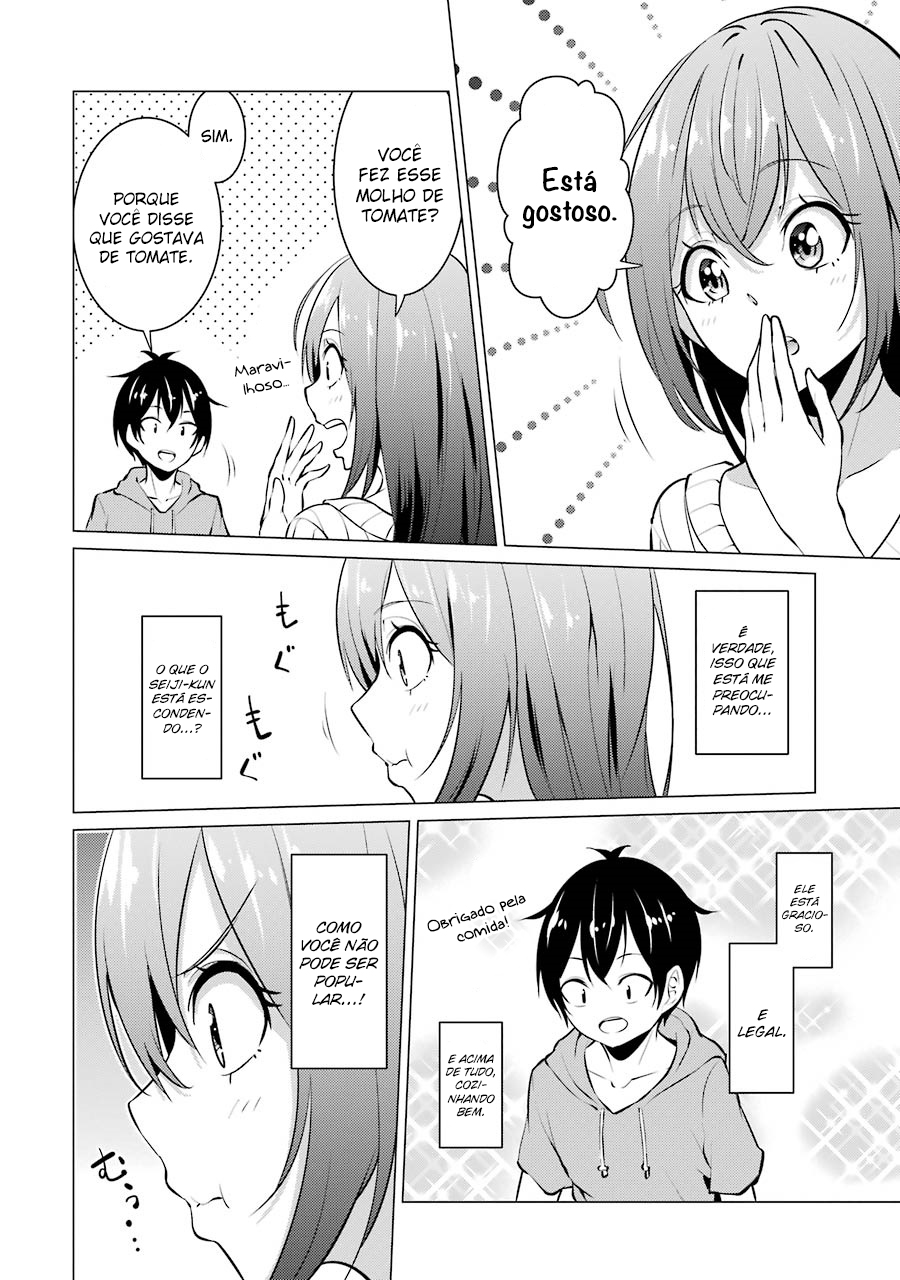 Está
gostoso.
VOCÊ
FEZ ESSE
MOLHO DE
TOMATE?
Maravi-
lhoso...
SIM.
PORQUE
VOCÊ DISSE
QUE GOSTAVA
DE TOMATE.
É
VERDADE,
ISSO QUE
ESTÁ ME
PREOCU-
PANDO...
もぐ
もぐ
O QUE O
SEIJI-KUN
ESTÁ ES-
CONDEN-
DO...?
ELE
ESTÁ
GRACIO-
SO.
E
LEGAL.
Obrigado pela
comida!
E ACIMA
DE TUDO,
COZI-
NHANDO
BEM.
COMO
VOCÊ NÃO
PODE SER
POPU-
LAR...!
むぅ...